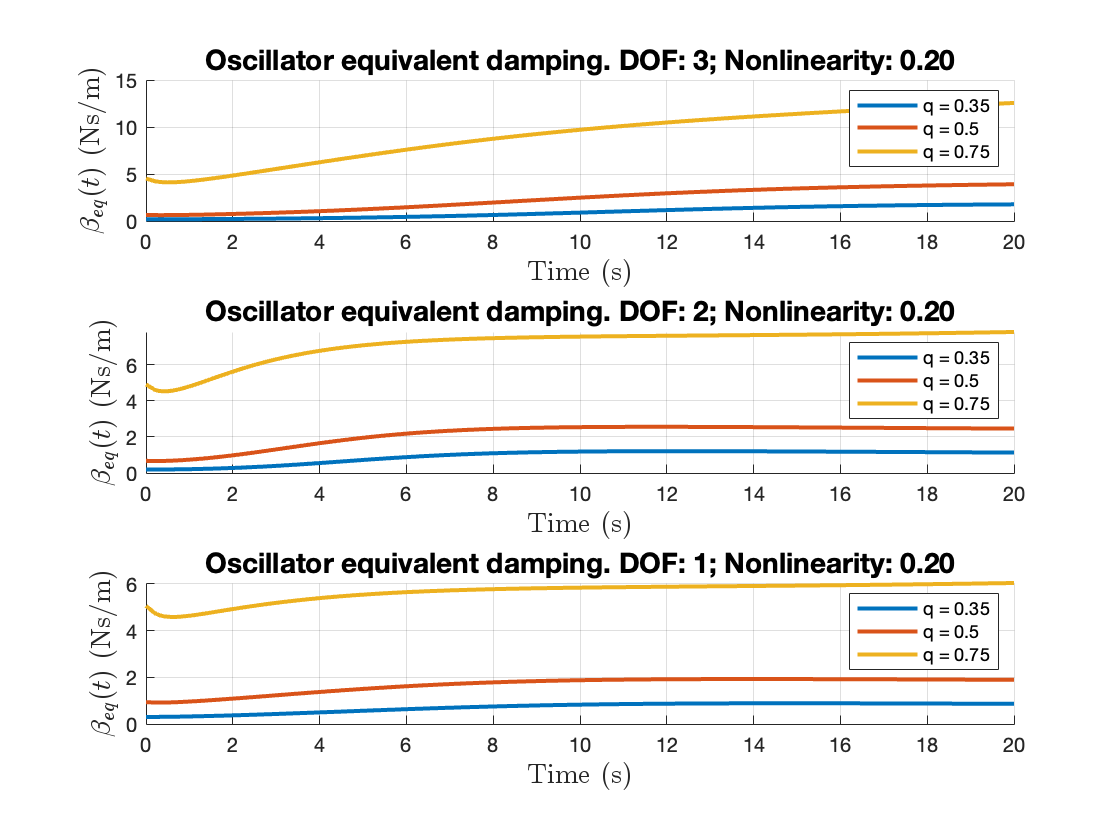 Oscillator equivalent damping. DOF: 3; Nonlinearity: 0.20
β_eq(t) (Ns/m)
15
10
5
0
q = 0.35
q = 0.5
q = 0.75
0 2 4 6 8 10 12 14 16 18 20
Time (s)
Oscillator equivalent damping. DOF: 2; Nonlinearity: 0.20
β_eq(t) (Ns/m)
6
4
2
0
q = 0.35
q = 0.5
q = 0.75
0 2 4 6 8 10 12 14 16 18 20
Time (s)
Oscillator equivalent damping. DOF: 1; Nonlinearity: 0.20
β_eq(t) (Ns/m)
6
4
2
0
q = 0.35
q = 0.5
q = 0.75
0 2 4 6 8 10 12 14 16 18 20
Time (s)